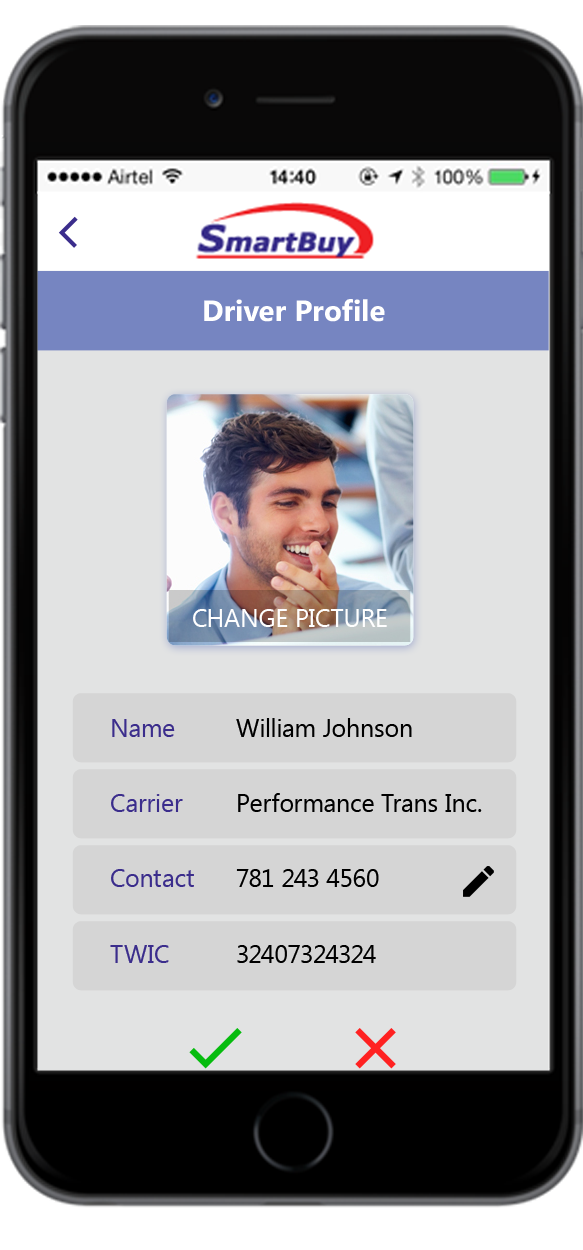 Airtel 14:40 100%
SmartBuy
Driver Profile
CHANGE PICTURE
Name William Johnson
Carrier Performance Trans Inc.
Contact 781 243 4560
TWIC 32407324324